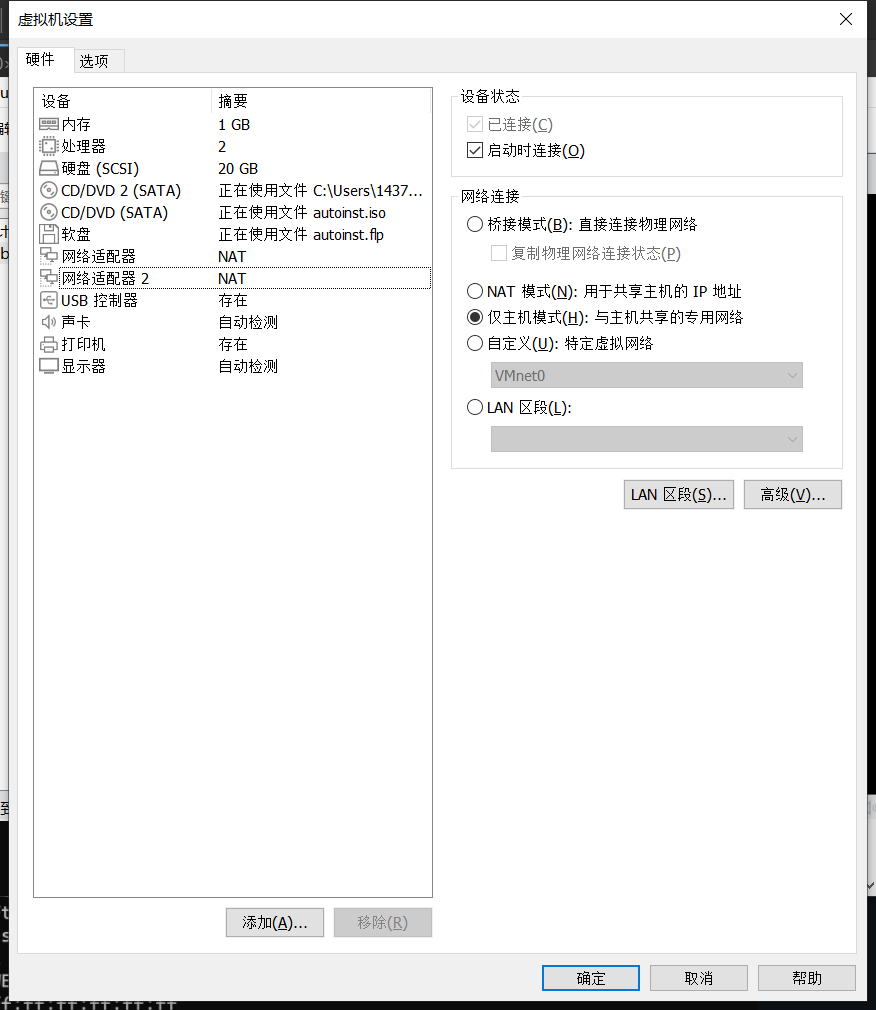 虚拟机设置
硬件 选项
设备 摘要
内存 1 GB
处理器 2
硬盘 (SCSI) 20 GB
CD/DVD 2 (SATA) 正在使用文件 C:\Users\1437...
CD/DVD (SATA) 正在使用文件 autoinst.iso
软盘 正在使用文件 autoinst.flp
网络适配器 NAT
网络适配器 2 NAT
USB 控制器 存在
声卡 自动检测
打印机 存在
显示器 自动检测
添加(A)... 移除(R)
设备状态
已连接(C)
启动时连接(O)
网络连接
桥接模式(B): 直接连接物理网络
复制物理网络连接状态(P)
NAT 模式(N): 用于共享主机的 IP 地址
仅主机模式(H): 与主机共享的专用网络
自定义(U): 特定虚拟网络
VMnet0
LAN 区段(L):
LAN 区段(S)... 高级(V)...
确定 取消 帮助